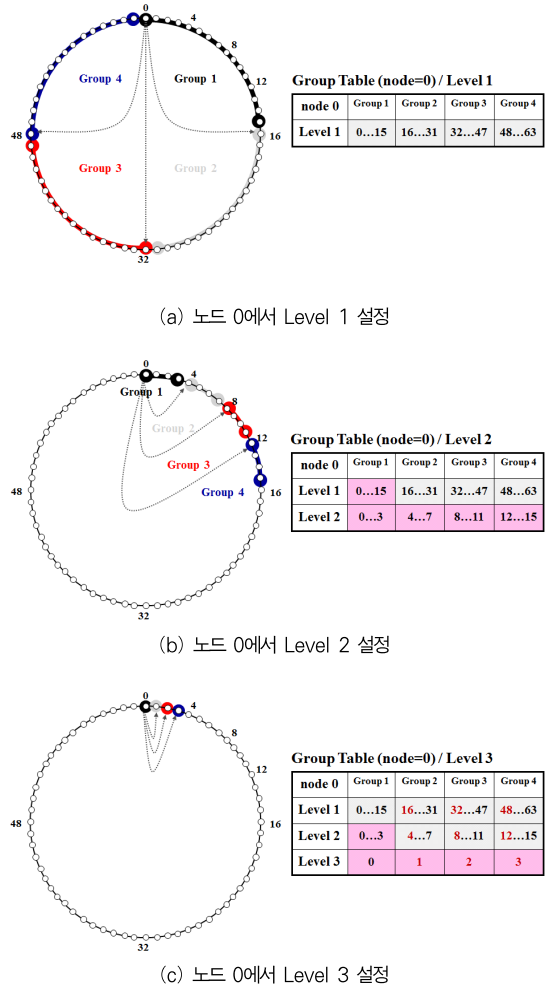 0
4
8
12
16
32
48
Group 4
Group 1
Group 3
Group 2
Group Table (node=0) / Level 1
node 0 Group 1 Group 2 Group 3 Group 4
Level 1 0…15 16…31 32…47 48…63
(a) 노드 0에서 Level 1 설정
0
4
8
12
16
32
48
Group 1
Group 2
Group 3
Group 4
Group Table (node=0) / Level 2
node 0 Group 1 Group 2 Group 3 Group 4
Level 1 0…15 16…31 32…47 48…63
Level 2 0…3 4…7 8…11 12…15
(b) 노드 0에서 Level 2 설정
0
4
8
12
16
32
48
Group Table (node=0) / Level 3
node 0 Group 1 Group 2 Group 3 Group 4
Level 1 0…15 16…31 32…47 48…63
Level 2 0…3 4…7 8…11 12…15
Level 3 0 1 2 3
(c) 노드 0에서 Level 3 설정